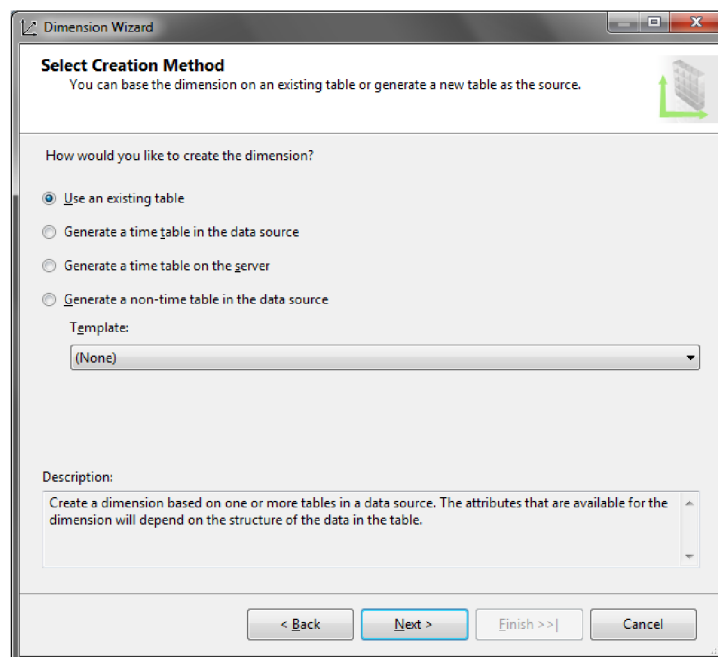 Dimension Wizard
Select Creation Method
You can base the dimension on an existing table or generate a new table as the source.
How would you like to create the dimension?
Use an existing table
Generate a time table in the data source
Generate a time table on the server
Generate a non-time table in the data source
Template:
(None)
Description:
Create a dimension based on one or more tables in a data source. The attributes that are available for the
dimension will depend on the structure of the data in the table.
< Back
Next >
Finish >>|
Cancel